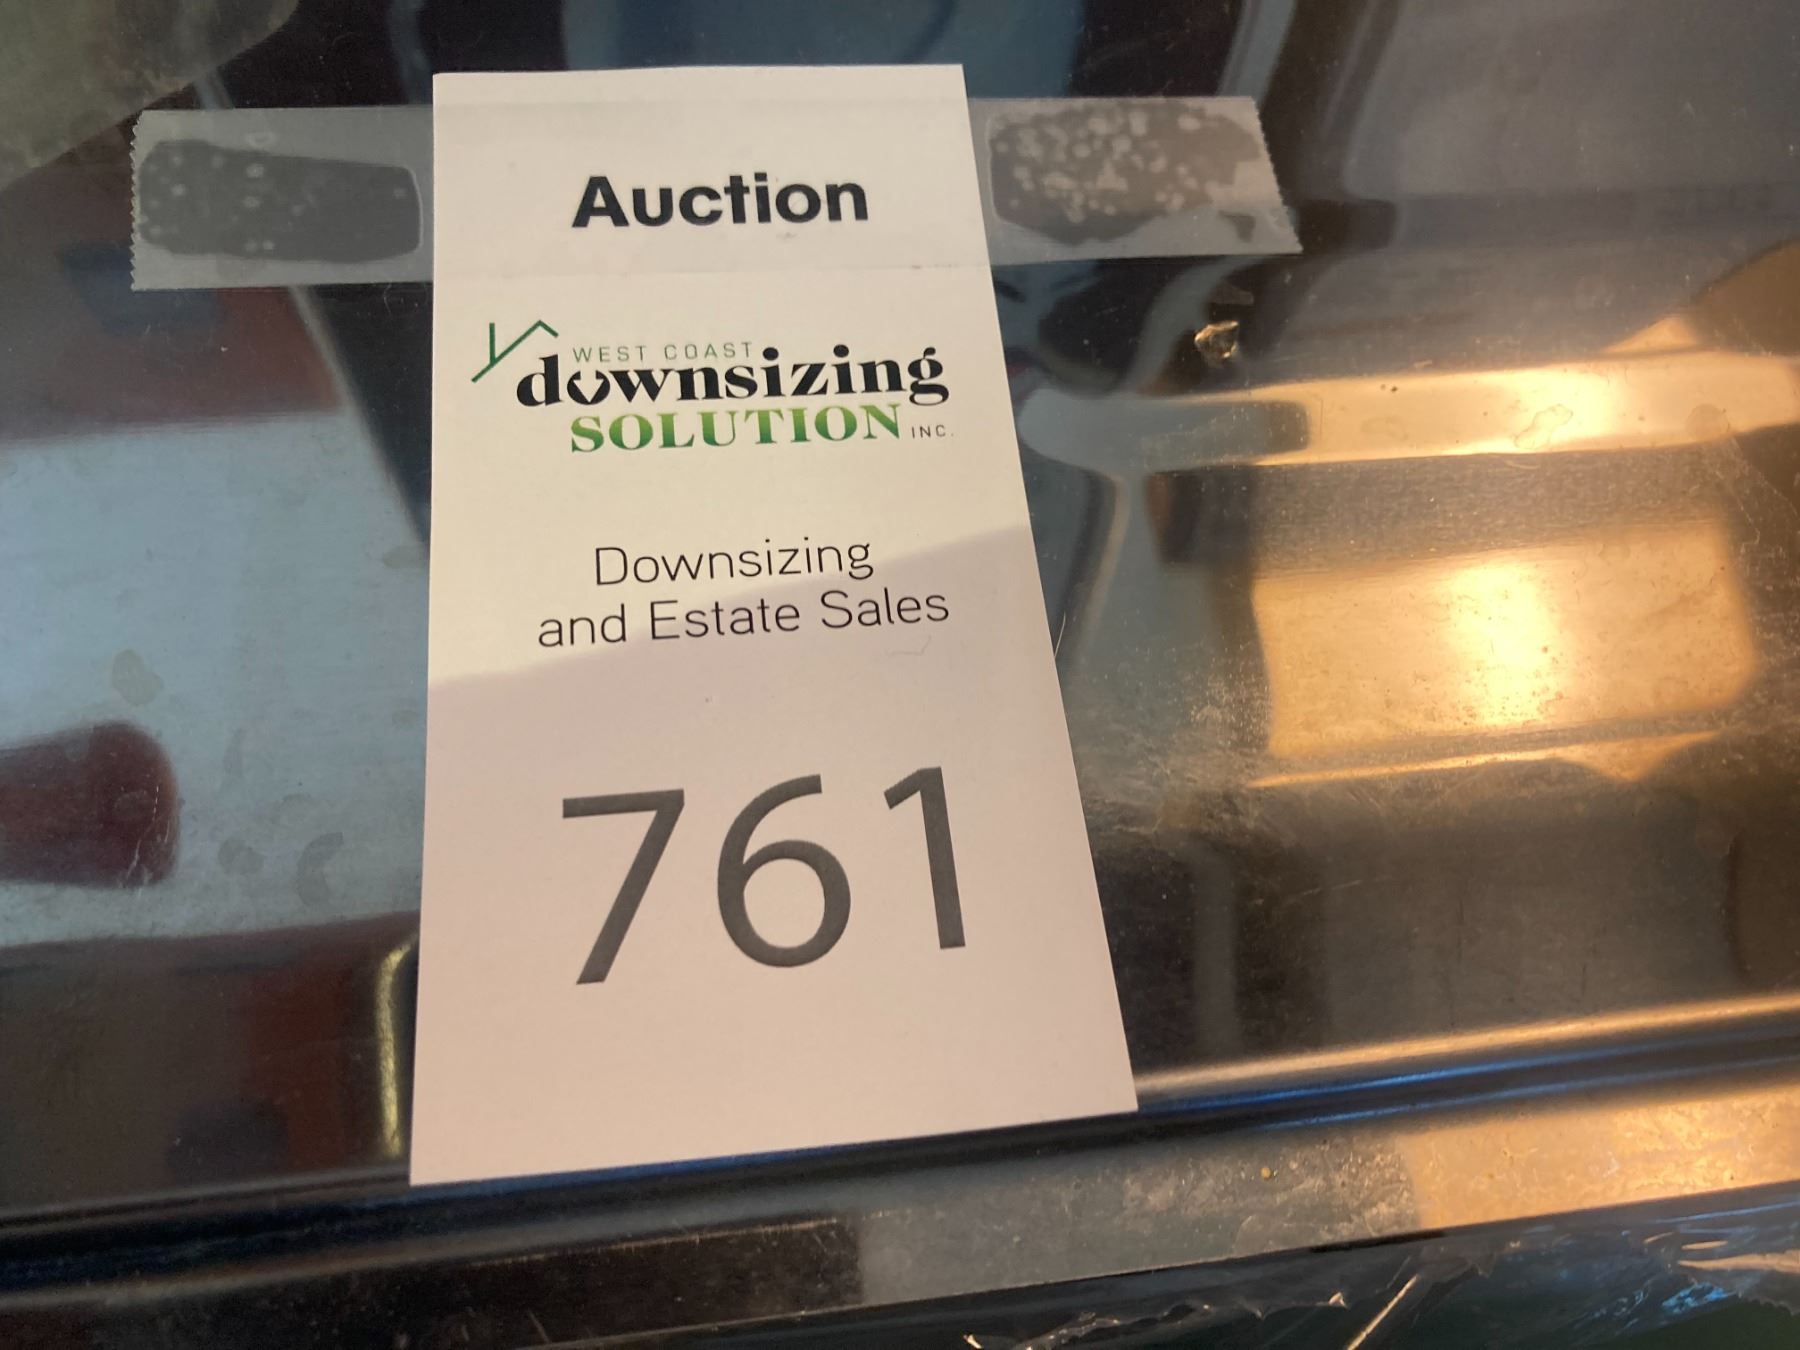 Auction
WEST COAST
downsizing
SOLUTION INC.
Downsizing
and Estate Sales
761